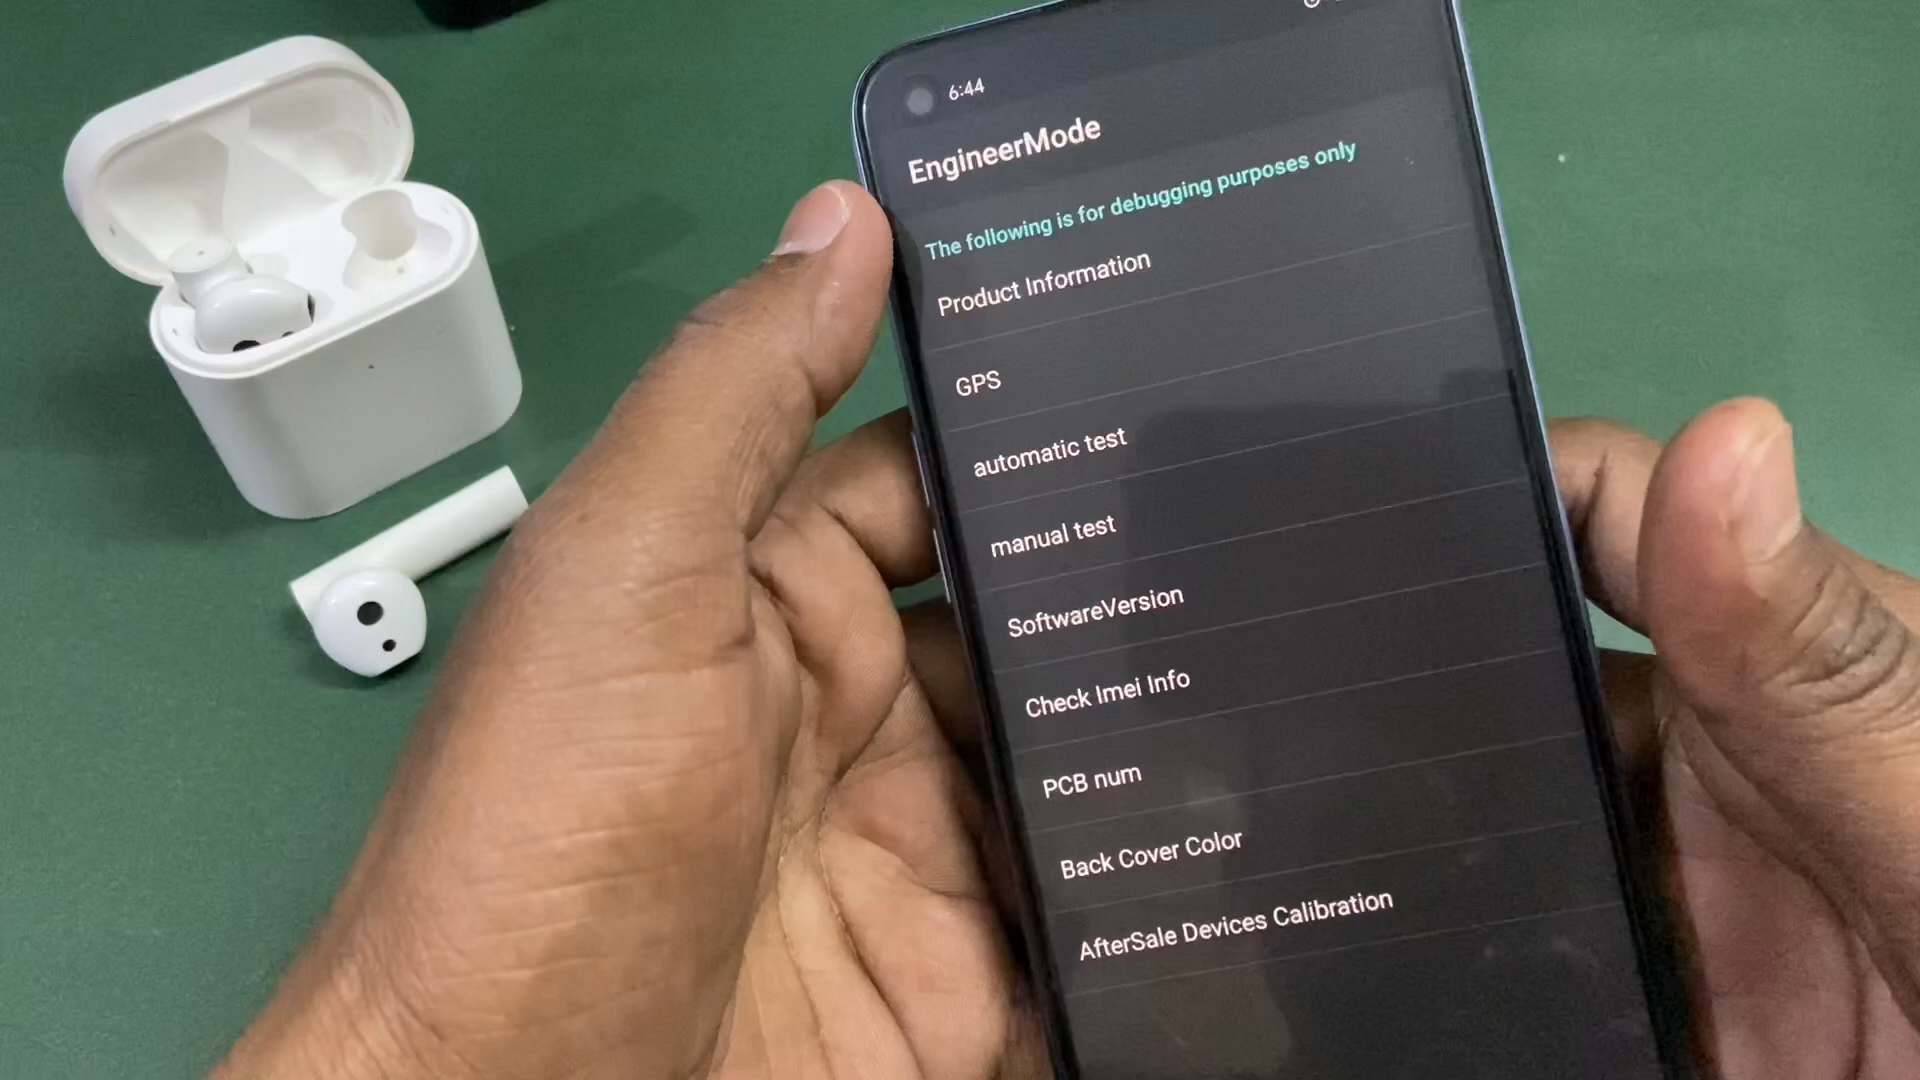 6:44
EngineerMode
The following is for debugging purposes only
Product Information
GPS
automatic test
manual test
SoftwareVersion
Check Imei Info
PCB num
Back Cover Color
AfterSale Devices Calibration